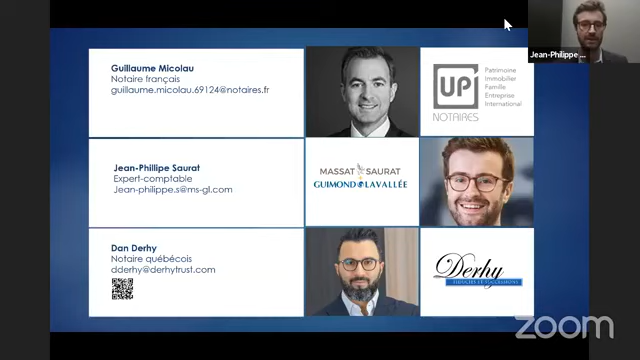 Jean-Philippe ...
Guillaume Micolau
Notaire français
guillaume.micolau.69124@notaires.fr
UP!
Patrimoine
Immobilier
Famille
Entreprise
International
NOTAIRES
Jean-Phillipe Saurat
Expert-comptable
Jean-philippe.s@ms-gl.com
MASSAT SAURAT
GUIMOND LAVALLÉE
Dan Derhy
Notaire québécois
dderhy@derhytrust.com
Derhy
zoom